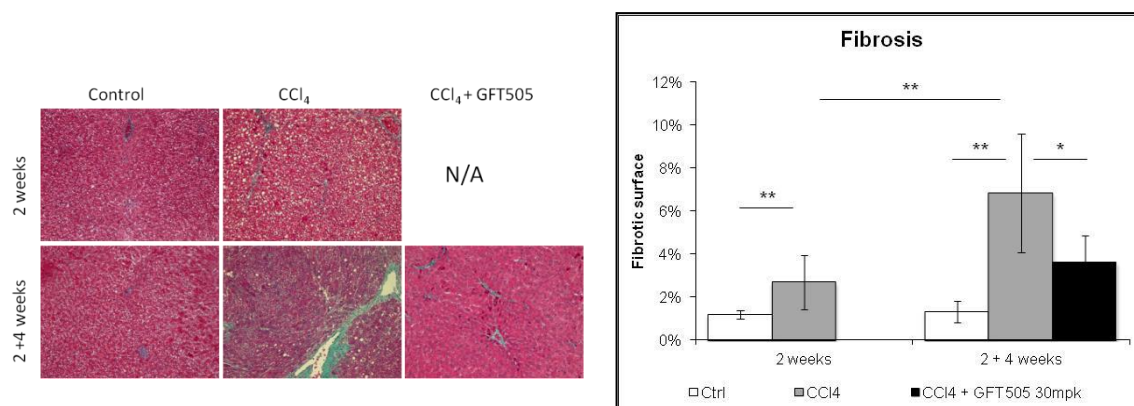 Control CCl₄ CCl₄ + GFT505
2 weeks
N/A
2 +4 weeks
Fibrosis
Fibrotic surface
12%
10%
8%
6%
4%
2%
0%
**
**
**
*
2 weeks 2 + 4 weeks
Ctrl CCl4 CCl4 + GFT505 30mpk